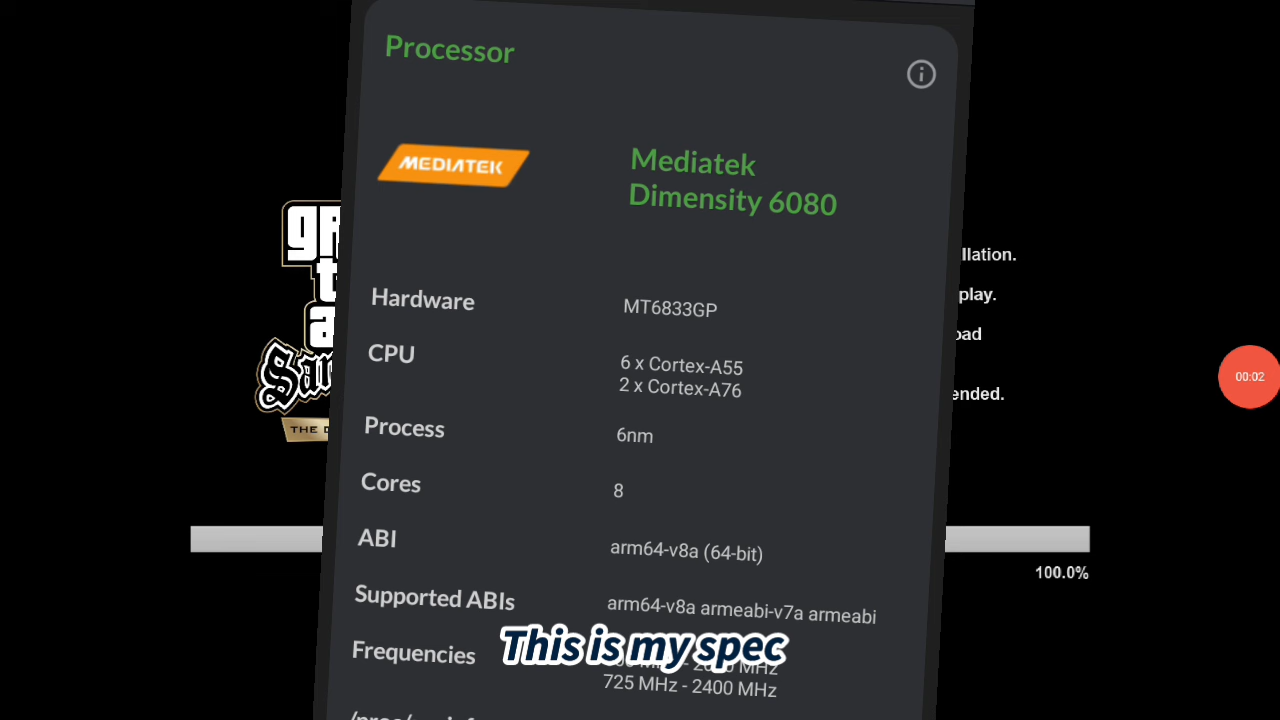 Processor
MEDIATEK
Mediatek
Dimensity 6080
Hardware MT6833GP
CPU 6 x Cortex-A55
2 x Cortex-A76
Process 6nm
Cores 8
ABI arm64-v8a (64-bit)
Supported ABIs arm64-v8a armeabi-v7a armeabi
Frequencies MHz
725 MHz - 2400 MHz
This is my spec
THE
llation.
play.
ended.
100.0%
00:02